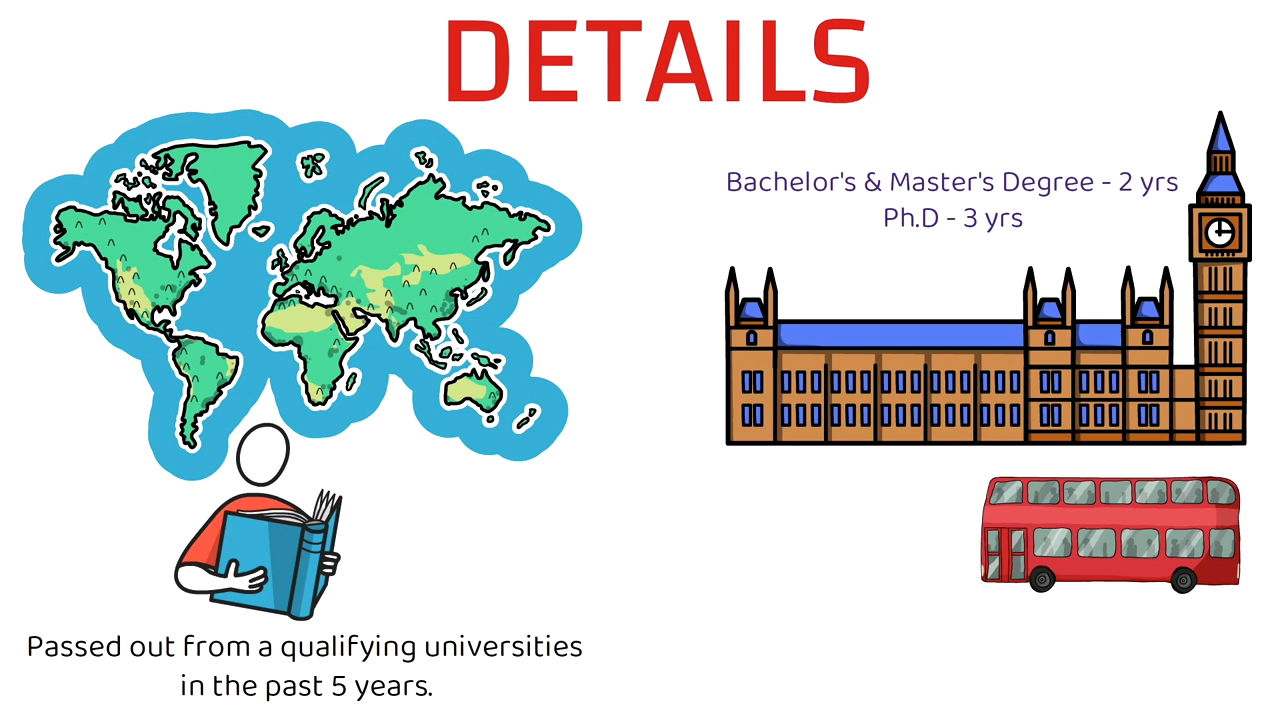 DETAILS
Bachelor's & Master's Degree - 2 yrs
Ph.D - 3 yrs
Passed out from a qualifying universities
in the past 5 years.